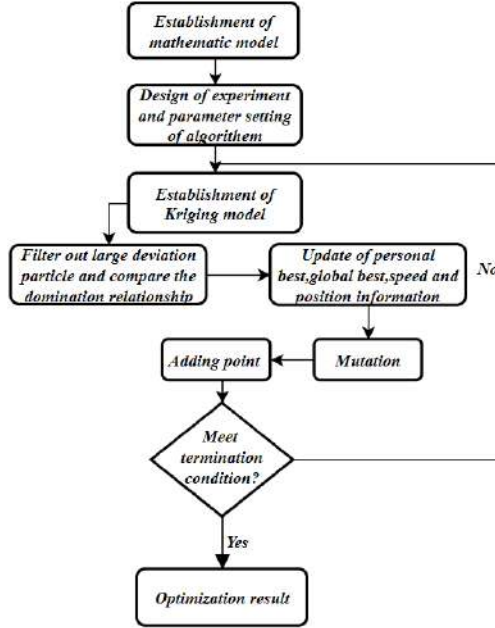 Establishment of
mathematic model
Design of experiment
and parameter setting
of algorithem
Establishment of
Kriging model
Filter out large deviation
particle and compare the
domination relationship
Update of personal
best,global best,speed and
position information
No
Adding point
Mutation
Meet
termination
condition?
Yes
Optimization result